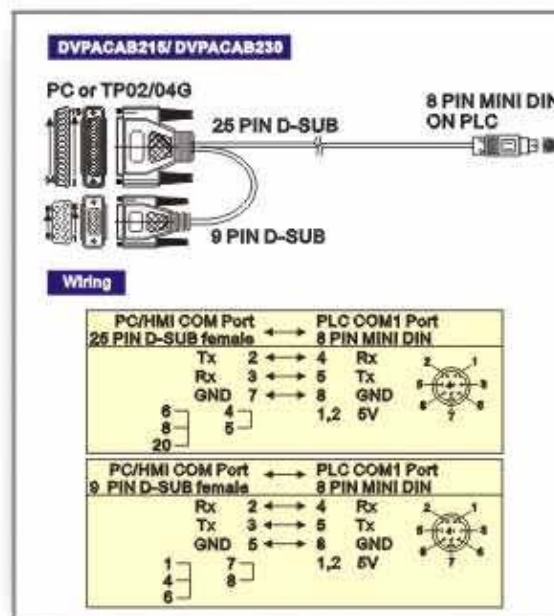 DVPACAB215/ DVPACAB230
PC or TP02/04G
8 PIN MINI DIN
ON PLC
25 PIN D-SUB
9 PIN D-SUB
Wiring
PC/HMI COM Port ↔ PLC COM1 Port
25 PIN D-SUB female 8 PIN MINI DIN
Tx 2 ↔ 4 Rx
Rx 3 ↔ 5 Tx
GND 7 ↔ 8 GND
6 4 1,2 5V
8 5
20
PC/HMI COM Port ↔ PLC COM1 Port
9 PIN D-SUB female 8 PIN MINI DIN
Rx 2 ↔ 4 Rx
Tx 3 ↔ 5 Tx
GND 5 ↔ 8 GND
1 7 1,2 5V
4 8
6